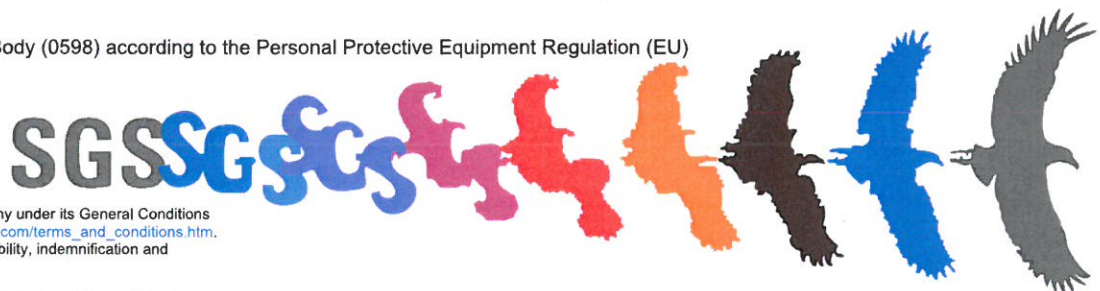 Body (0598) according to the Personal Protective Equipment Regulation (EU)
SGSSGSSGS
ny under its General Conditions
com/terms_and_conditions.htm.
bility, indemnification and